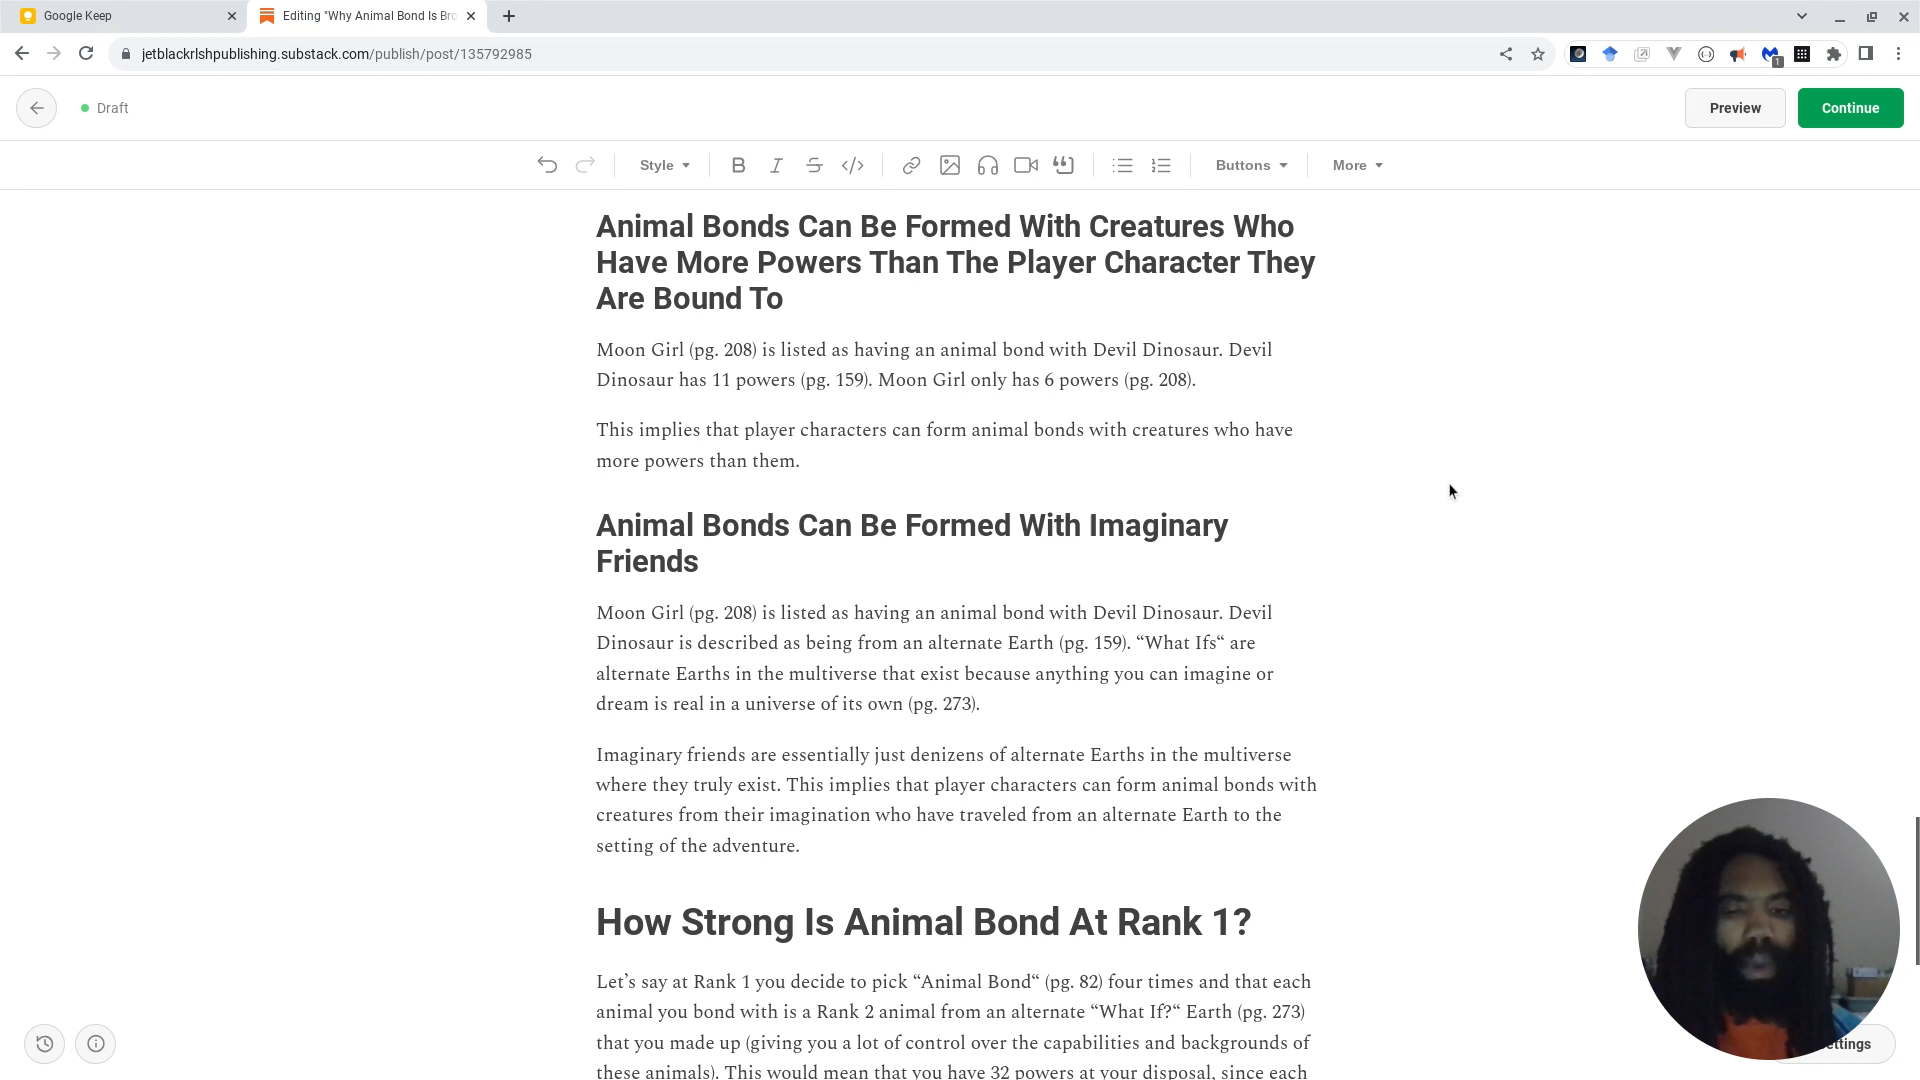 Google Keep
Editing "Why Animal Bond Is Bro
jetblackrlshpublishing.substack.com/publish/post/135792985
1
Draft
Preview
Continue
Style
Buttons
More
Animal Bonds Can Be Formed With Creatures Who
Have More Powers Than The Player Character They
Are Bound To
Moon Girl (pg. 208) is listed as having an animal bond with Devil Dinosaur. Devil
Dinosaur has 11 powers (pg. 159). Moon Girl only has 6 powers (pg. 208).
This implies that player characters can form animal bonds with creatures who have
more powers than them.
Animal Bonds Can Be Formed With Imaginary
Friends
Moon Girl (pg. 208) is listed as having an animal bond with Devil Dinosaur. Devil
Dinosaur is described as being from an alternate Earth (pg. 159). “What Ifs“ are
alternate Earths in the multiverse that exist because anything you can imagine or
dream is real in a universe of its own (pg. 273).
Imaginary friends are essentially just denizens of alternate Earths in the multiverse
where they truly exist. This implies that player characters can form animal bonds with
creatures from their imagination who have traveled from an alternate Earth to the
setting of the adventure.
How Strong Is Animal Bond At Rank 1?
Let’s say at Rank 1 you decide to pick “Animal Bond“ (pg. 82) four times and that each
animal you bond with is a Rank 2 animal from an alternate “What If?“ Earth (pg. 273)
that you made up (giving you a lot of control over the capabilities and backgrounds of
these animals). This would mean that you have 32 powers at your disposal, since each
ettings